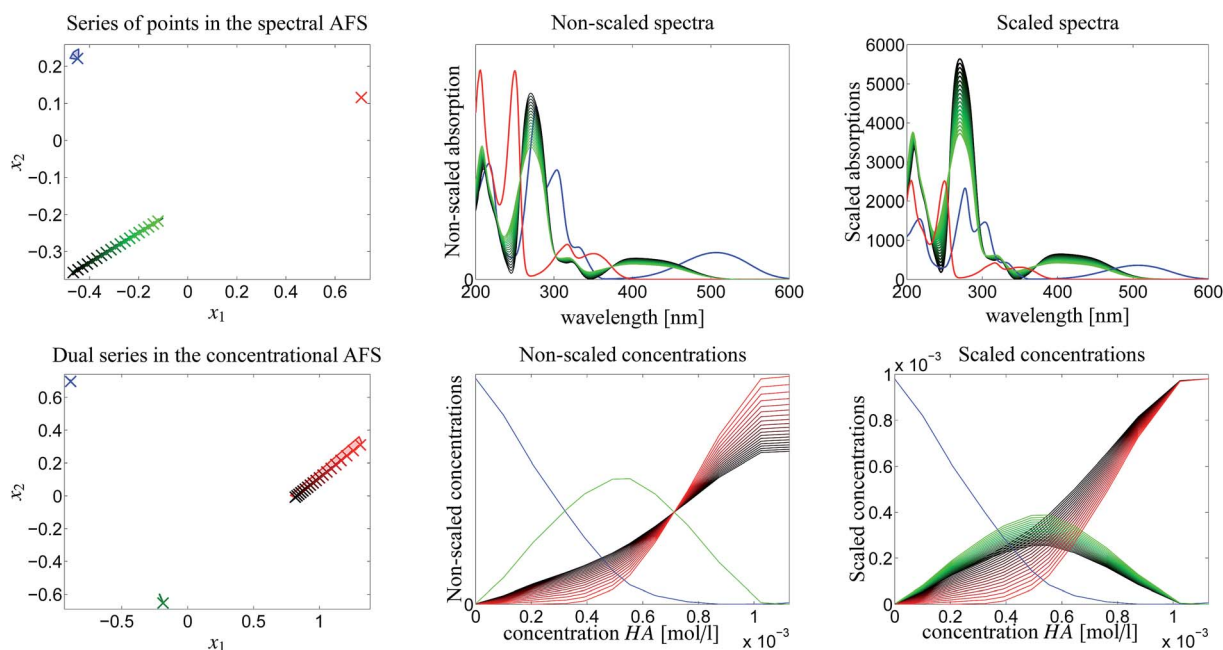 Series of points in the spectral AFS
0.2
0.1
0
−0.1
−0.2
−0.3
x2
−0.4 −0.2 0 0.2 0.4 0.6
x1
Non-scaled spectra
Non-scaled absorption
0
200 300 400 500 600
wavelength [nm]
Scaled spectra
6000
5000
4000
3000
2000
1000
0
Scaled absorptions
200 300 400 500 600
wavelength [nm]
Dual series in the concentrational AFS
0.6
0.4
0.2
0
−0.2
−0.4
−0.6
x2
−0.5 0 0.5 1
x1
Non-scaled concentrations
Non-scaled concentrations
0
0 0.2 0.4 0.6 0.8 1
concentration HA [mol/l]
x 10⁻³
Scaled concentrations
x 10⁻³
1
0.8
0.6
0.4
0.2
0
Scaled concentrations
0 0.2 0.4 0.6 0.8 1
concentration HA [mol/l]
x 10⁻³